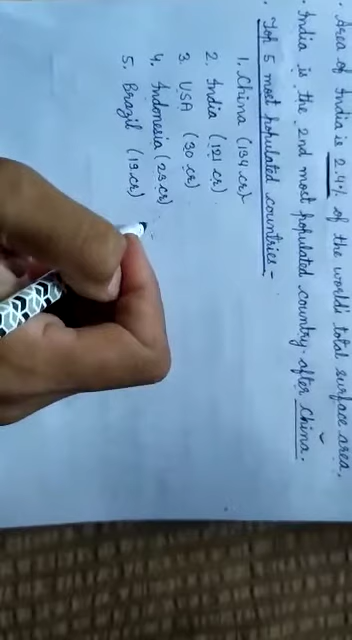 • Area of India is 2.4% of the world's total surface area.
• India is the 2nd most populated country after China.
• Top 5 most populated countries -
1. China (134 cr)
2. India (121 cr)
3. USA (30 cr)
4. Indonesia (23 cr)
5. Brazil (19 cr)